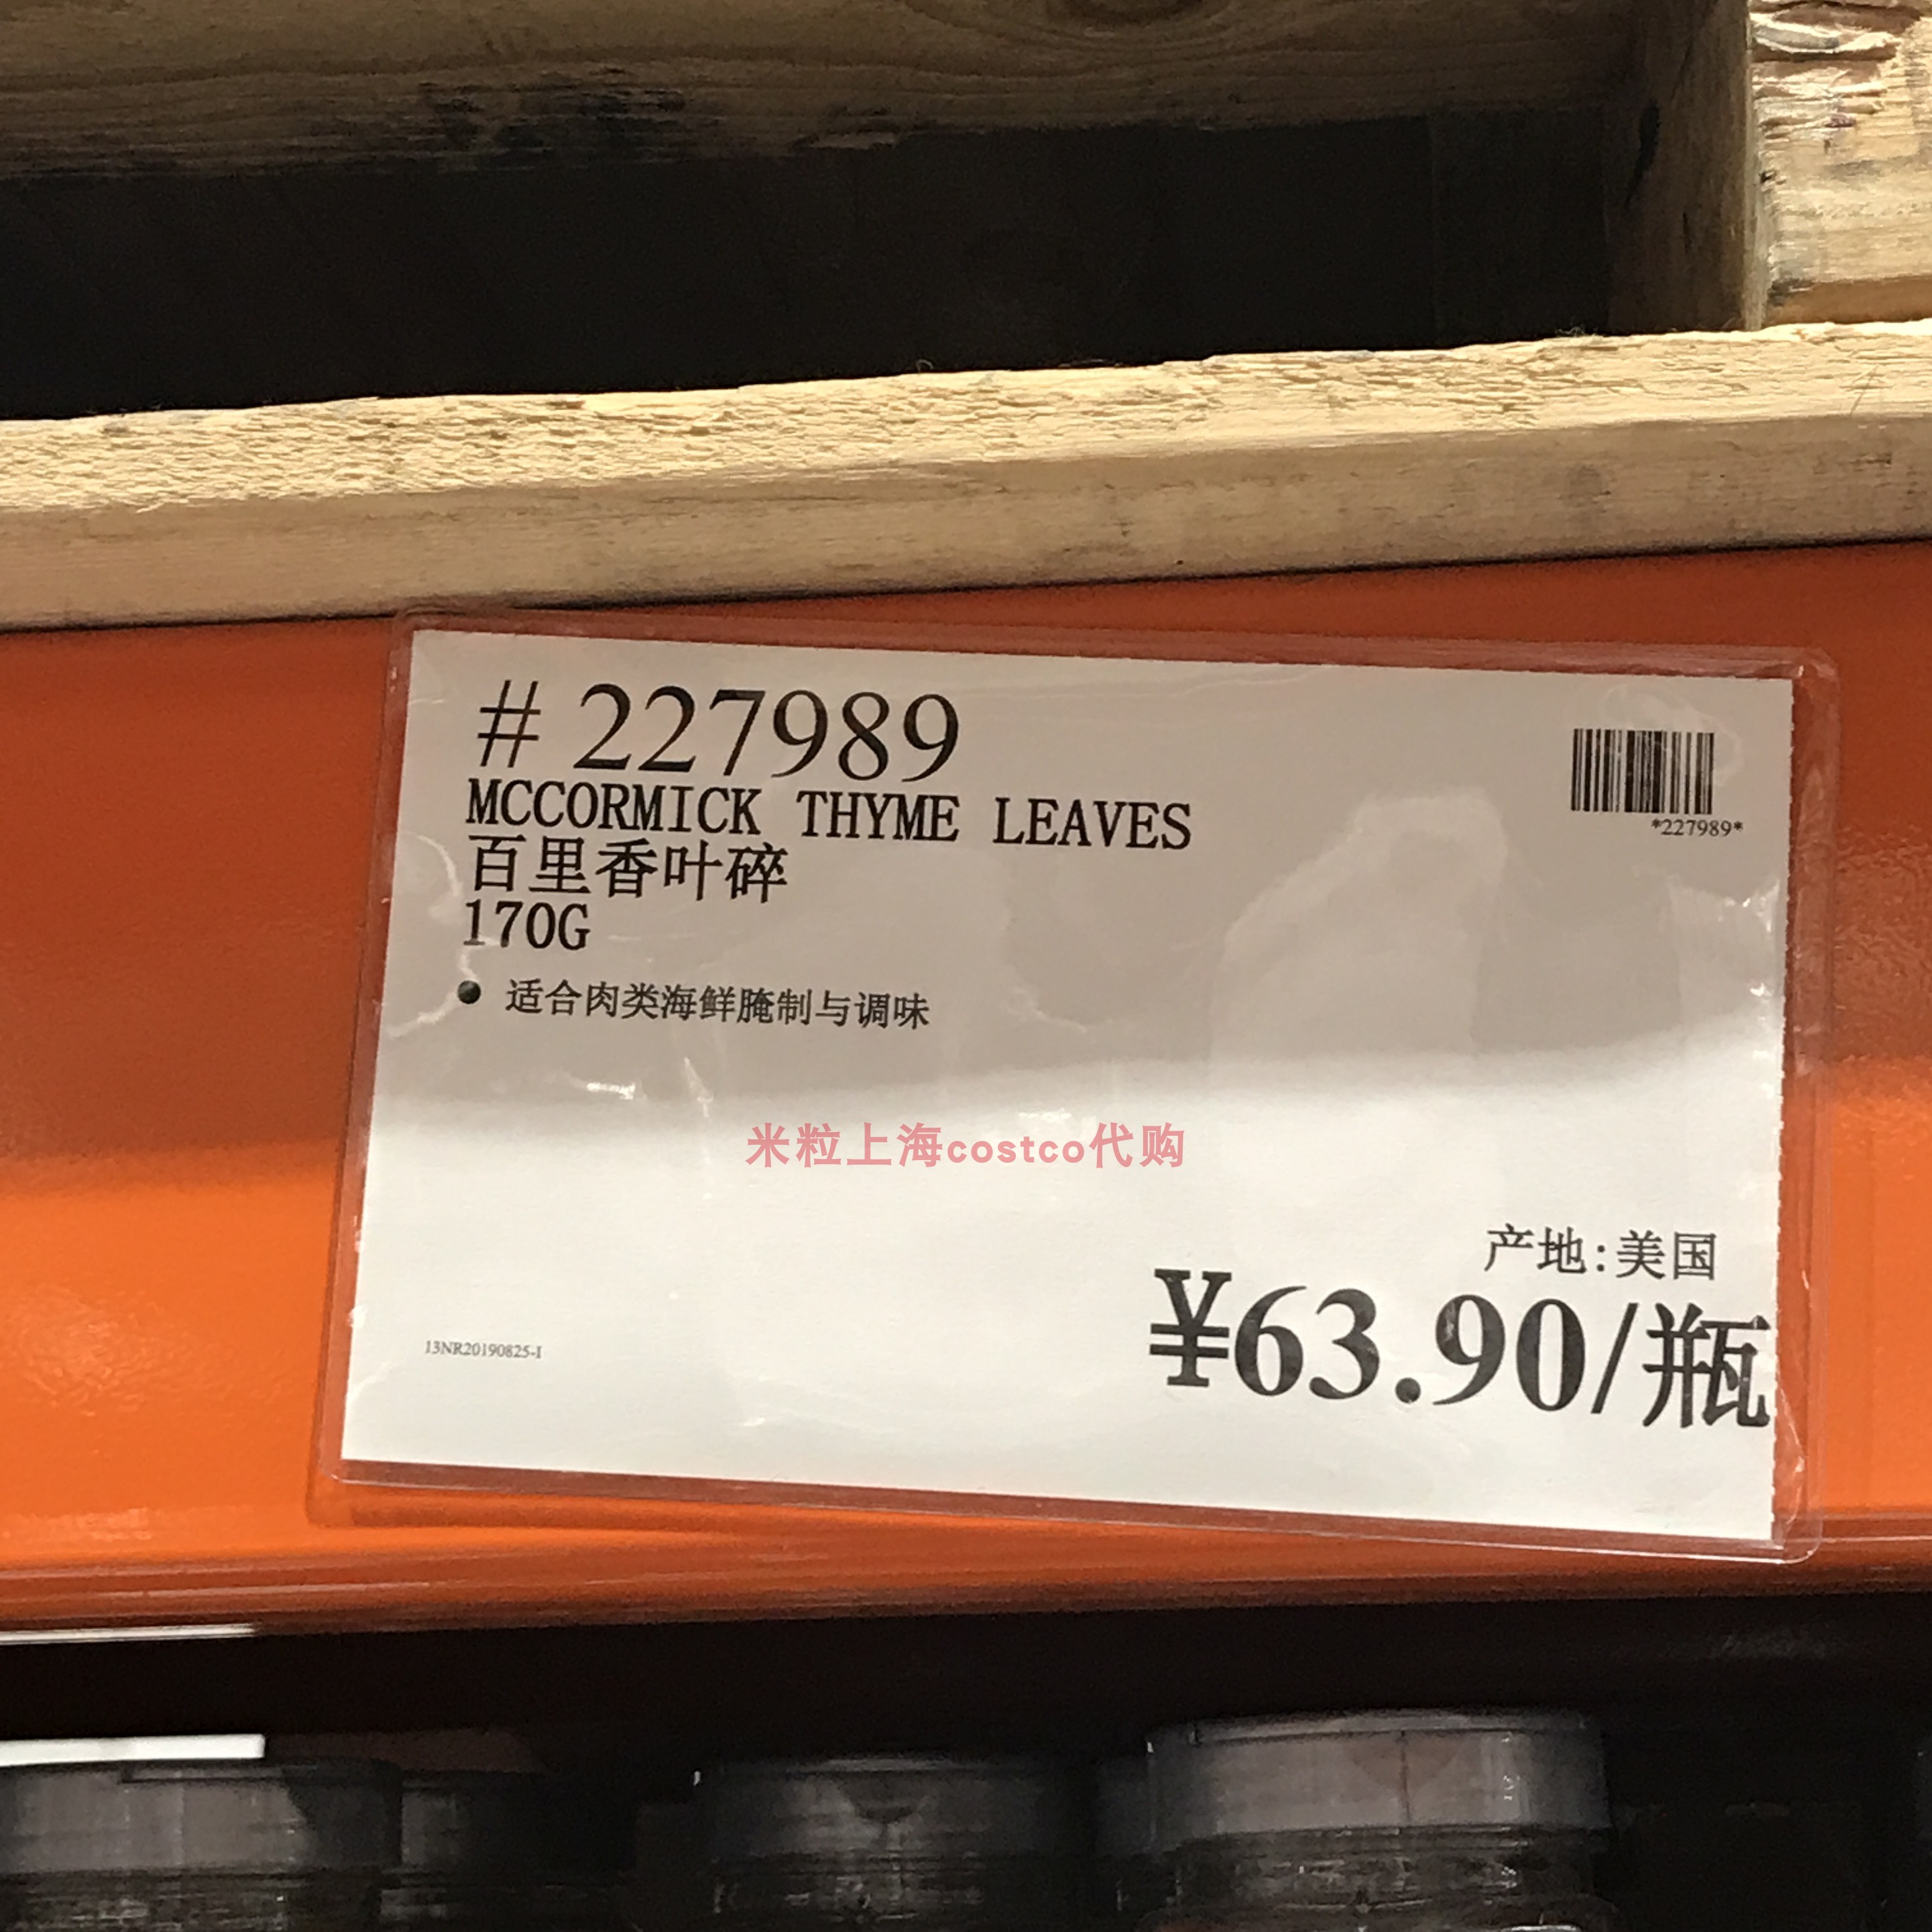 #227989
MCCORMICK THYME LEAVES
百里香叶碎
170G
*227989*
● 适合肉类海鲜腌制与调味
米粒上海costco代购
产地:美国
¥63.90/瓶
13NR20190825-I